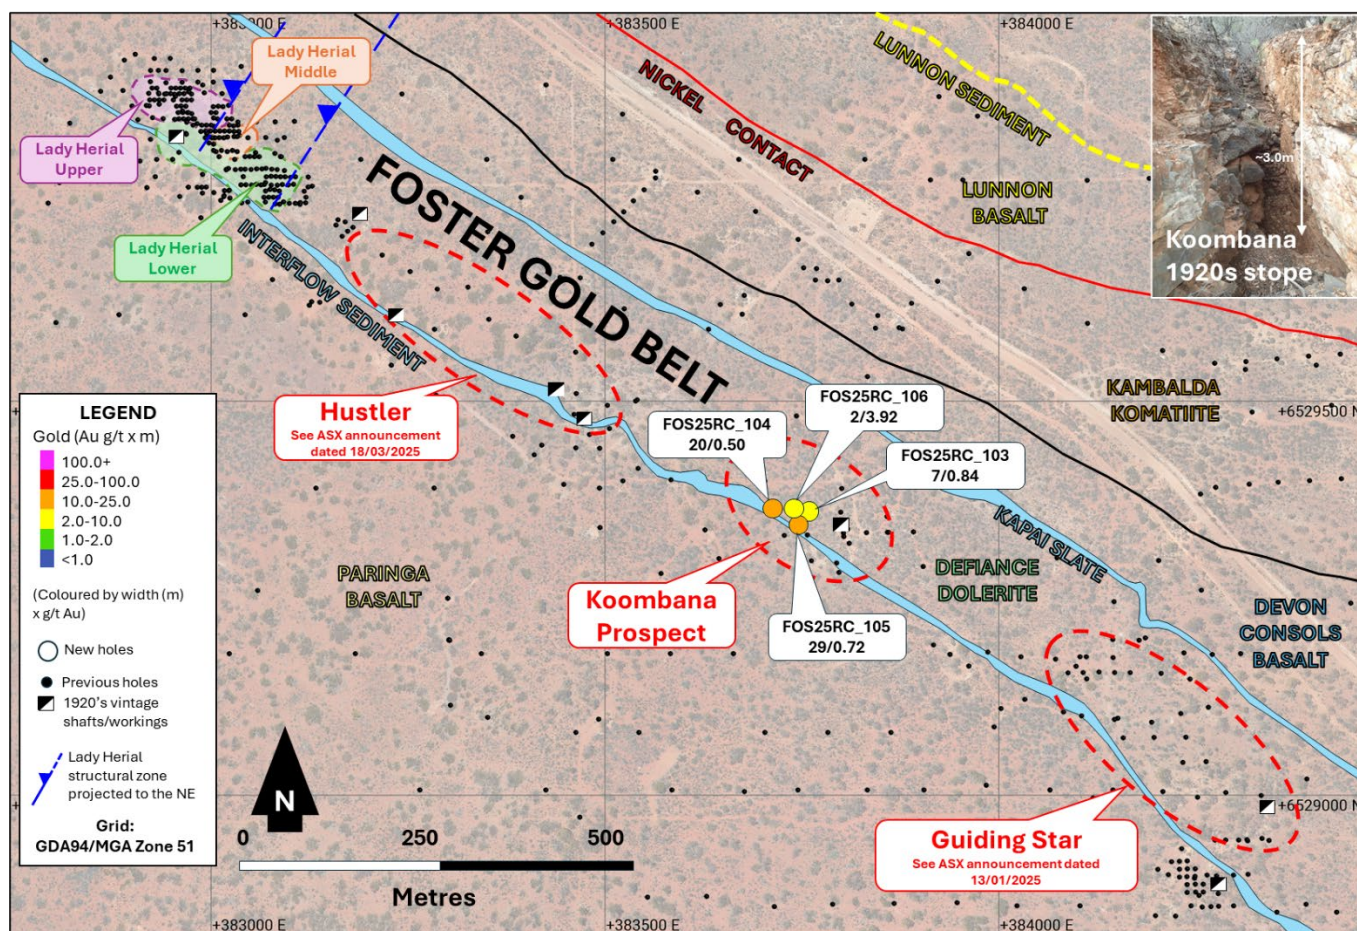 +383000 E
+383500 E
+384000 E
Lady Herial
Middle
Lady Herial
Upper
Lady Herial
Lower
NICKEL CONTACT
LUNNON SEDIMENT
LUNNON
BASALT
~3.0m
Koombana
1920s stope
FOSTER GOLD BELT
INTERFLOW SEDIMENT
KAMBALDA
KOMATIITE
+6529500 N
Hustler
See ASX announcement
dated 18/03/2025
FOS25RC_104
20/0.50
FOS25RC_106
2/3.92
FOS25RC_103
7/0.84
FOS25RC_105
29/0.72
Koombana
Prospect
PARINGA
BASALT
KAPAI SLATE
DEFIANCE
DOLERITE
DEVON
CONSOLS
BASALT
Guiding Star
See ASX announcement dated
13/01/2025
+6529000 N
LEGEND
Gold (Au g/t x m)
100.0+
25.0-100.0
10.0-25.0
2.0-10.0
1.0-2.0
<1.0
(Coloured by width (m)
x g/t Au)
New holes
Previous holes
1920's vintage
shafts/workings
Lady Herial
structural zone
projected to the NE
Grid:
GDA94/MGA Zone 51
N
0
250
500
Metres
+383000 E
+383500 E
+384000 E